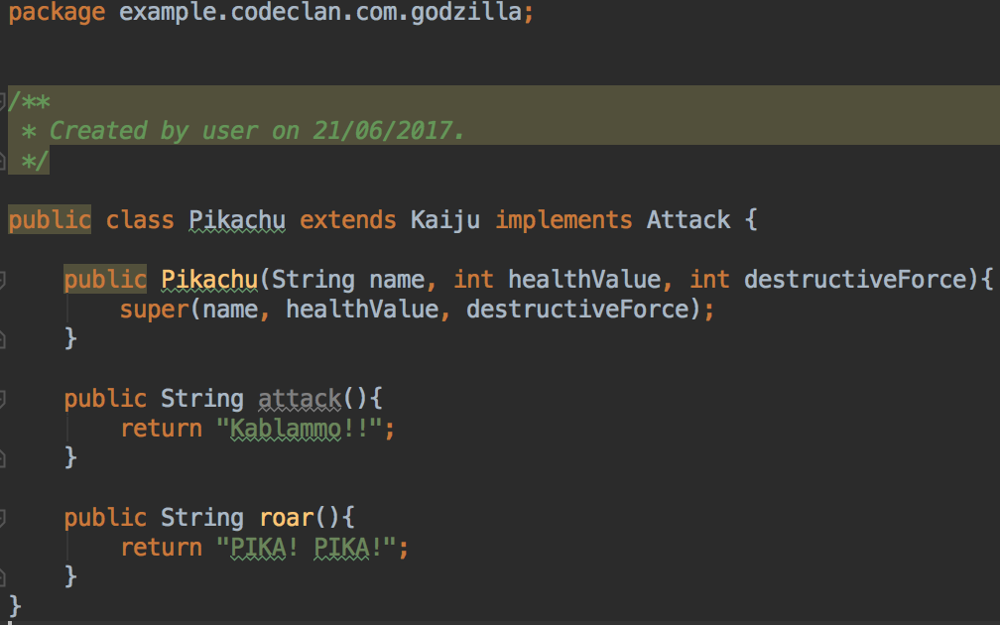 package example.codeclan.com.godzilla;
/**
 * Created by user on 21/06/2017.
 */
public class Pikachu extends Kaiju implements Attack {
    public Pikachu(String name, int healthValue, int destructiveForce){
        super(name, healthValue, destructiveForce);
    }
    public String attack(){
        return "Kablammo!!";
    }
    public String roar(){
        return "PIKA! PIKA!";
    }
}